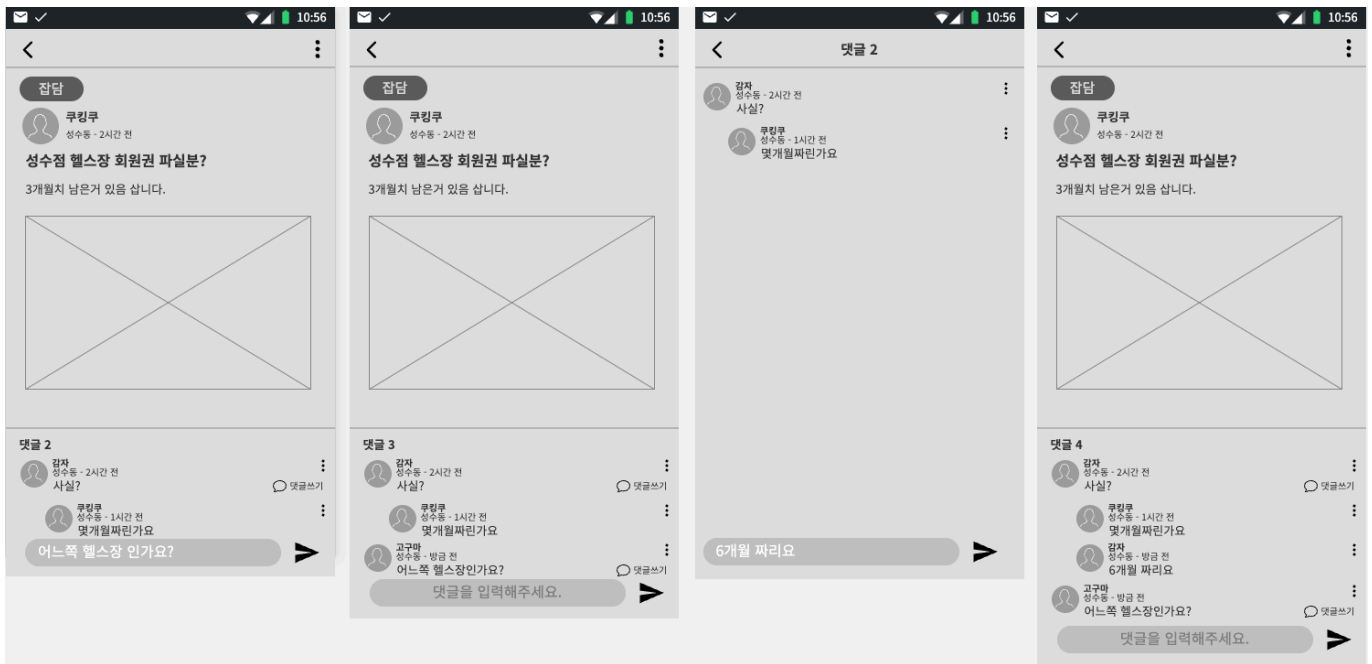 10:56
잡담
쿠킹쿠
성수동 - 2시간 전
성수점 헬스장 회원권 파실분?
3개월치 남은거 있음 삽니다.
댓글 2
감자
성수동 - 2시간 전
사실?
댓글쓰기
쿠킹쿠
성수동 - 1시간 전
몇개월짜린가요
어느쪽 헬스장 인가요?
10:56
잡담
쿠킹쿠
성수동 - 2시간 전
성수점 헬스장 회원권 파실분?
3개월치 남은거 있음 삽니다.
댓글 3
감자
성수동 - 2시간 전
사실?
댓글쓰기
쿠킹쿠
성수동 - 1시간 전
몇개월짜린가요
고구마
성수동 - 방금 전
어느쪽 헬스장인가요?
댓글쓰기
댓글을 입력해주세요.
10:56
댓글 2
감자
성수동 - 2시간 전
사실?
쿠킹쿠
성수동 - 1시간 전
몇개월짜린가요
6개월 짜리요
10:56
잡담
쿠킹쿠
성수동 - 2시간 전
성수점 헬스장 회원권 파실분?
3개월치 남은거 있음 삽니다.
댓글 4
감자
성수동 - 2시간 전
사실?
댓글쓰기
쿠킹쿠
성수동 - 1시간 전
몇개월짜린가요
감자
성수동 - 방금 전
6개월 짜리요
고구마
성수동 - 방금 전
어느쪽 헬스장인가요?
댓글쓰기
댓글을 입력해주세요.